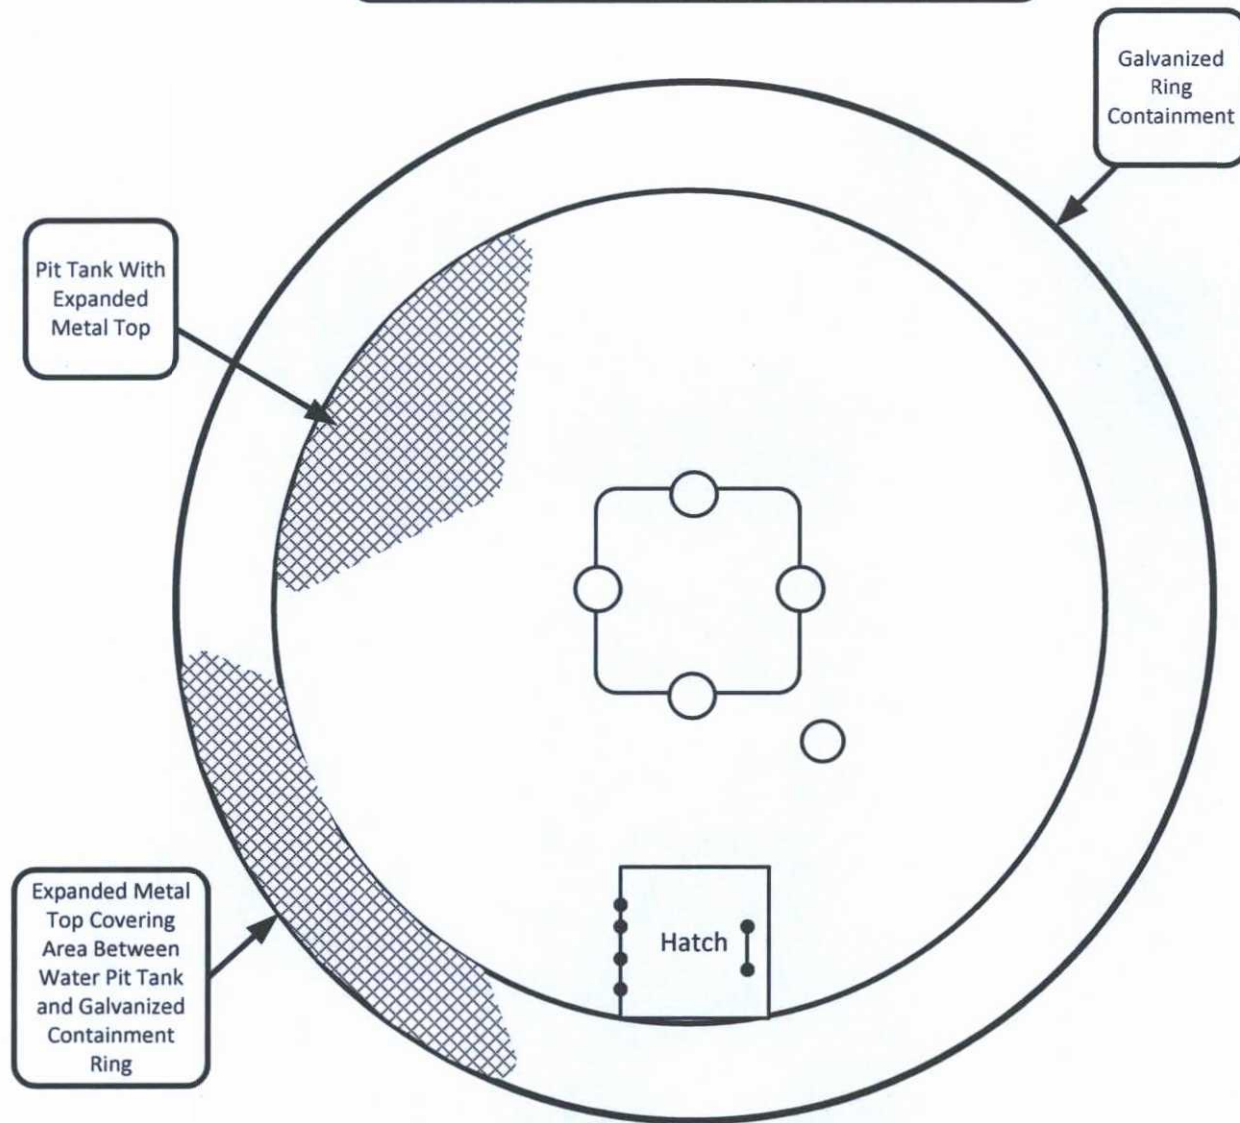 Galvanized
Ring
Containment
Pit Tank With
Expanded
Metal Top
Expanded Metal
Top Covering
Area Between
Water Pit Tank
and Galvanized
Containment
Ring
Hatch